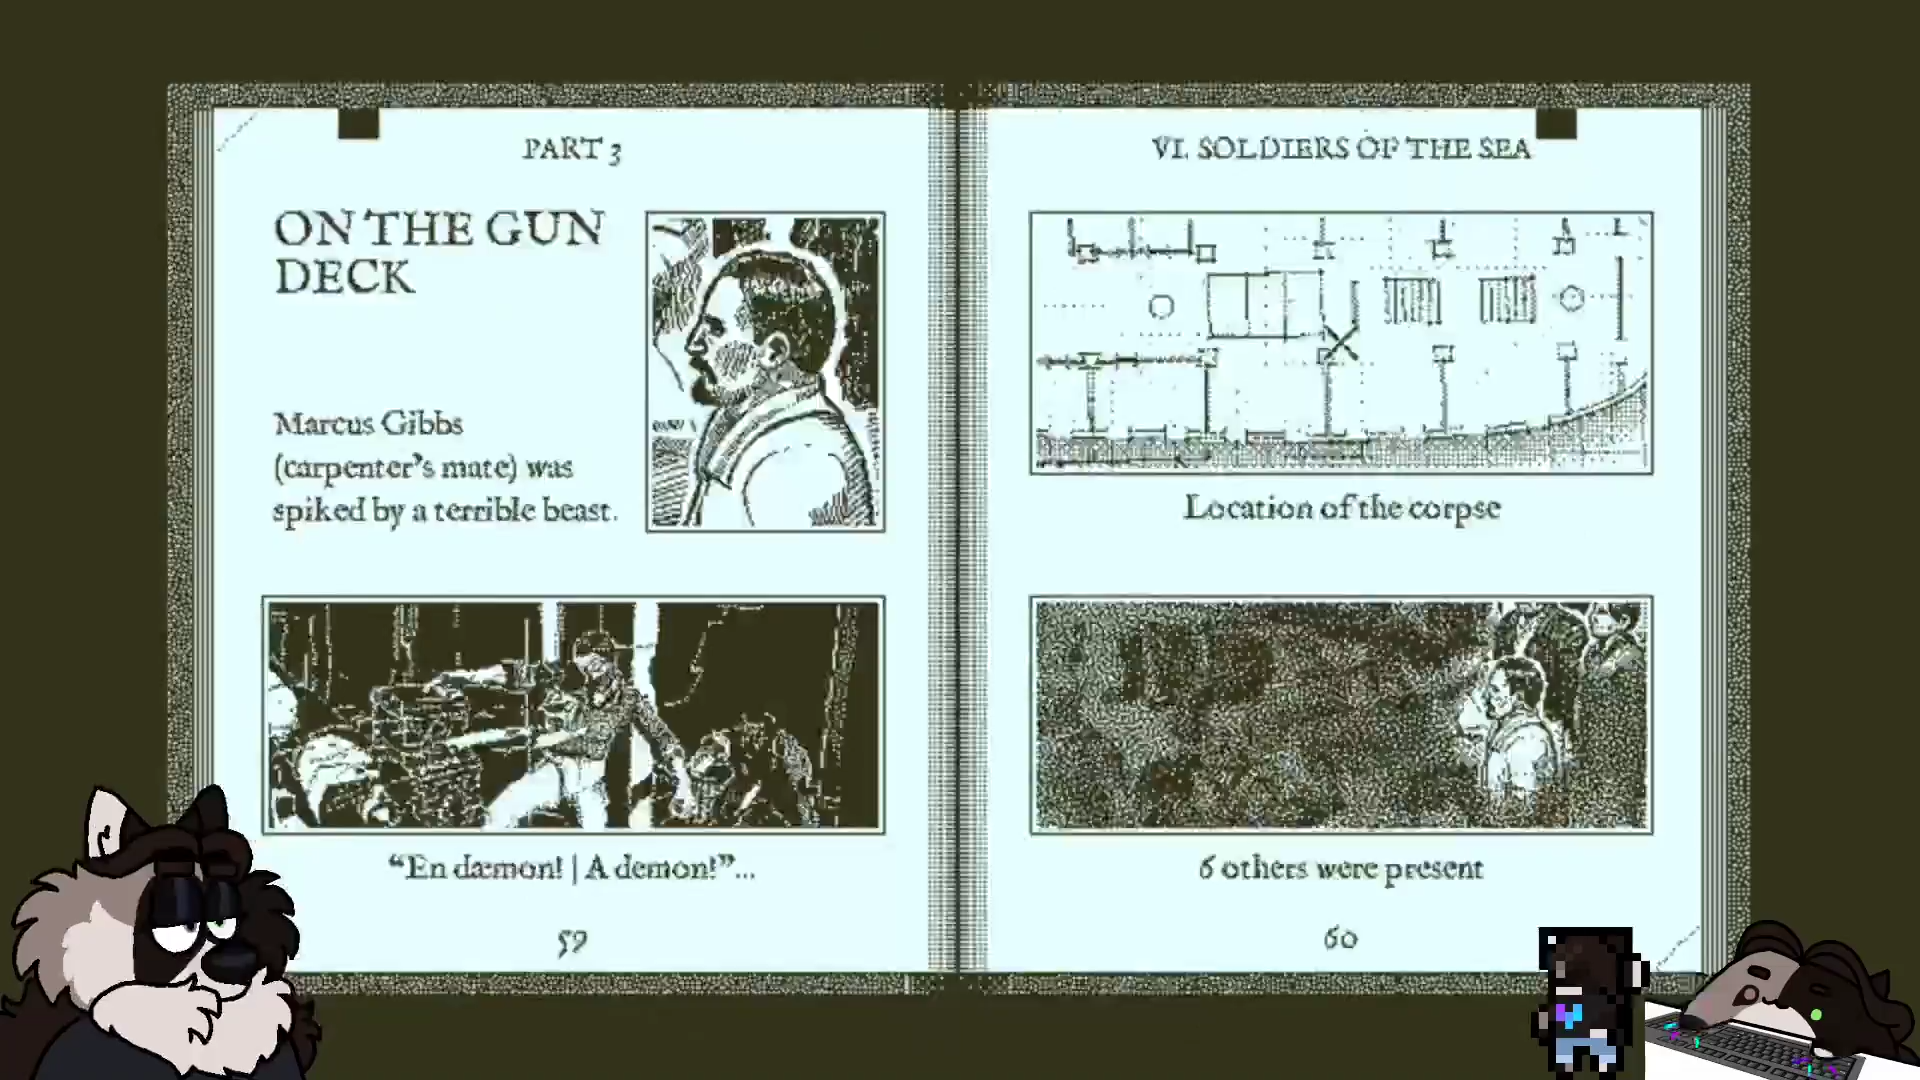 PART 3
ON THE GUN
DECK
Marcus Gibbs
(carpenter's mate) was
spiked by a terrible beast.
“En dæmon! | A demon!”...
59
VI. SOLDIERS OF THE SEA
Location of the corpse
6 others were present
60